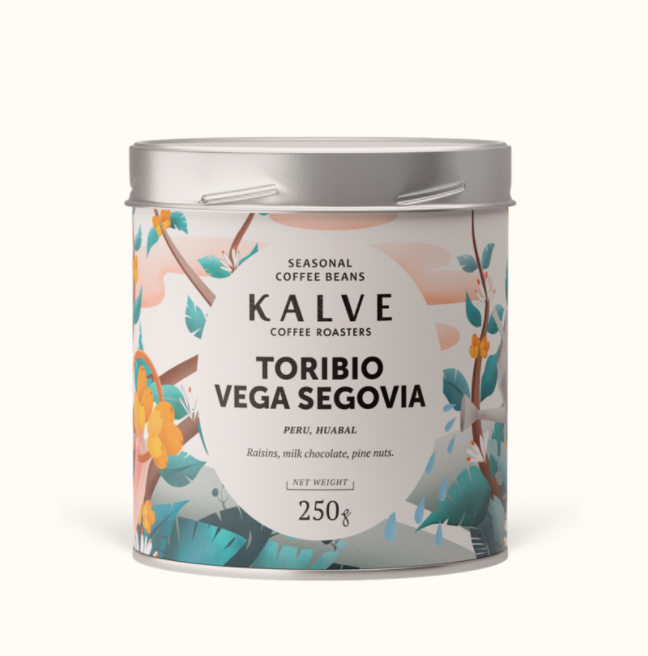 SEASONAL
COFFEE BEANS
KALVE
COFFEE ROASTERS
TORIBIO
VEGA SEGOVIA
PERU, HUABAL
Raisins, milk chocolate, pine nuts.
NET WEIGHT
250g